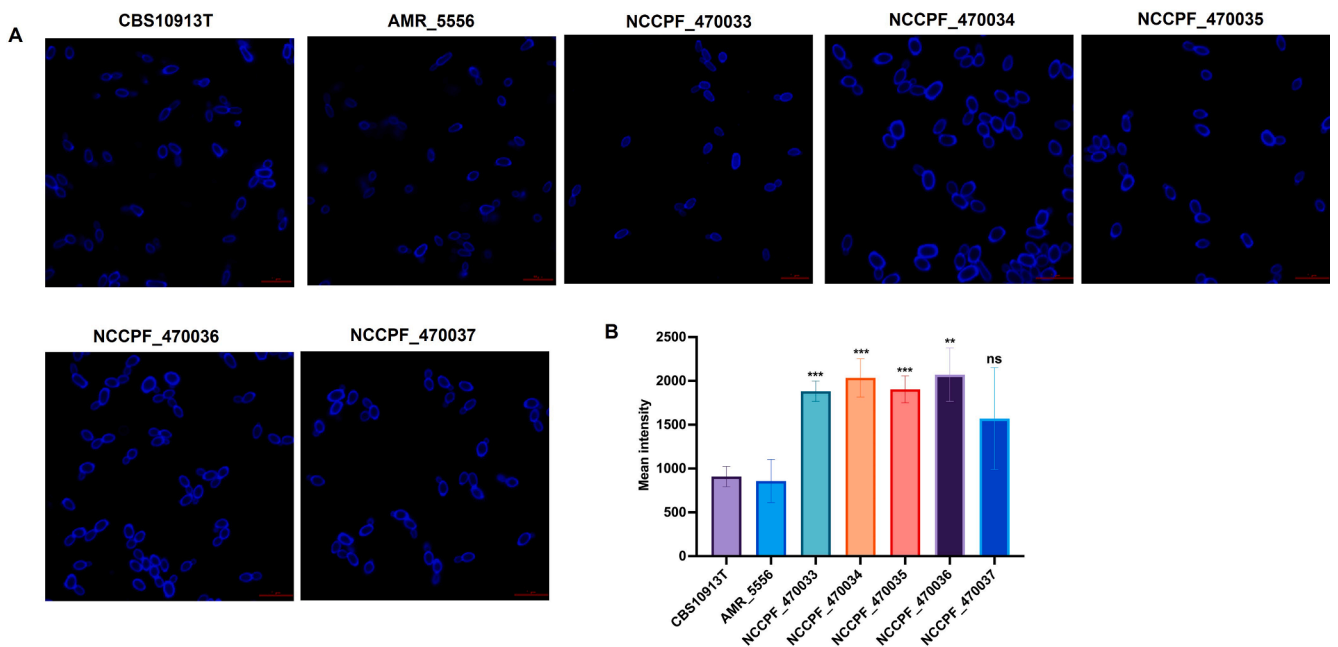 A
CBS10913T
AMR_5556
NCCPF_470033
NCCPF_470034
NCCPF_470035
NCCPF_470036
NCCPF_470037
B
2500
2000
1500
1000
500
0
Mean intensity
***
***
***
**
ns
CBS10913T
AMR_5556
NCCPF_470033
NCCPF_470034
NCCPF_470035
NCCPF_470036
NCCPF_470037